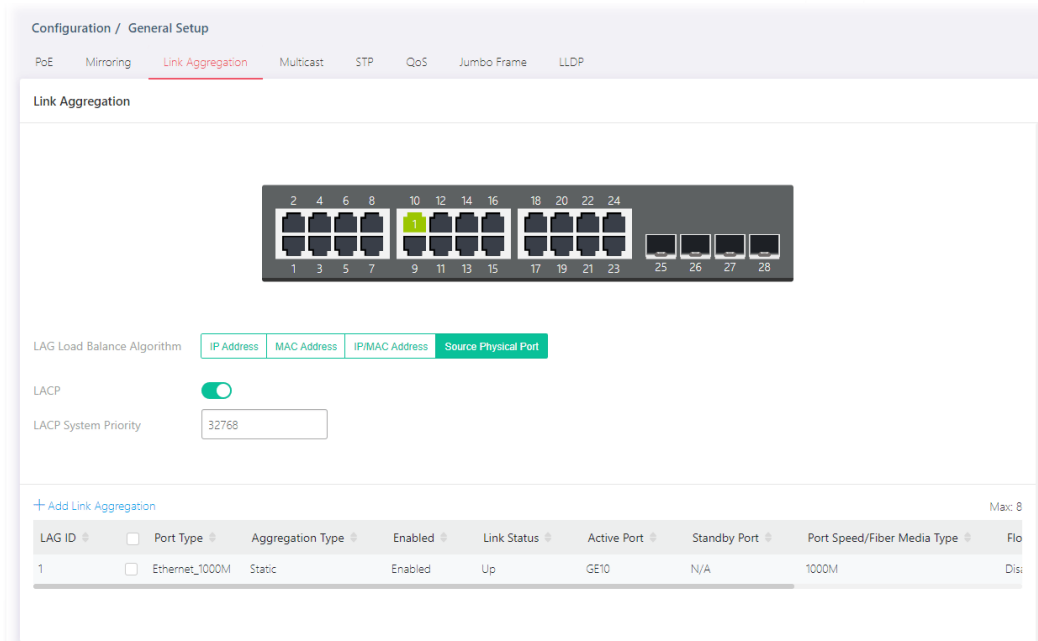 Configuration / General Setup
PoE Mirroring Link Aggregation Multicast STP QoS Jumbo Frame LLDP
Link Aggregation
2 4 6 8 10 12 14 16 18 20 22 24
1
1 3 5 7 9 11 13 15 17 19 21 23 25 26 27 28
LAG Load Balance Algorithm IP Address MAC Address IP/MAC Address Source Physical Port
LACP
LACP System Priority 32768
+ Add Link Aggregation Max: 8
LAG ID Port Type Aggregation Type Enabled Link Status Active Port Standby Port Port Speed/Fiber Media Type Flo
1 Ethernet_1000M Static Enabled Up GE10 N/A 1000M Disa